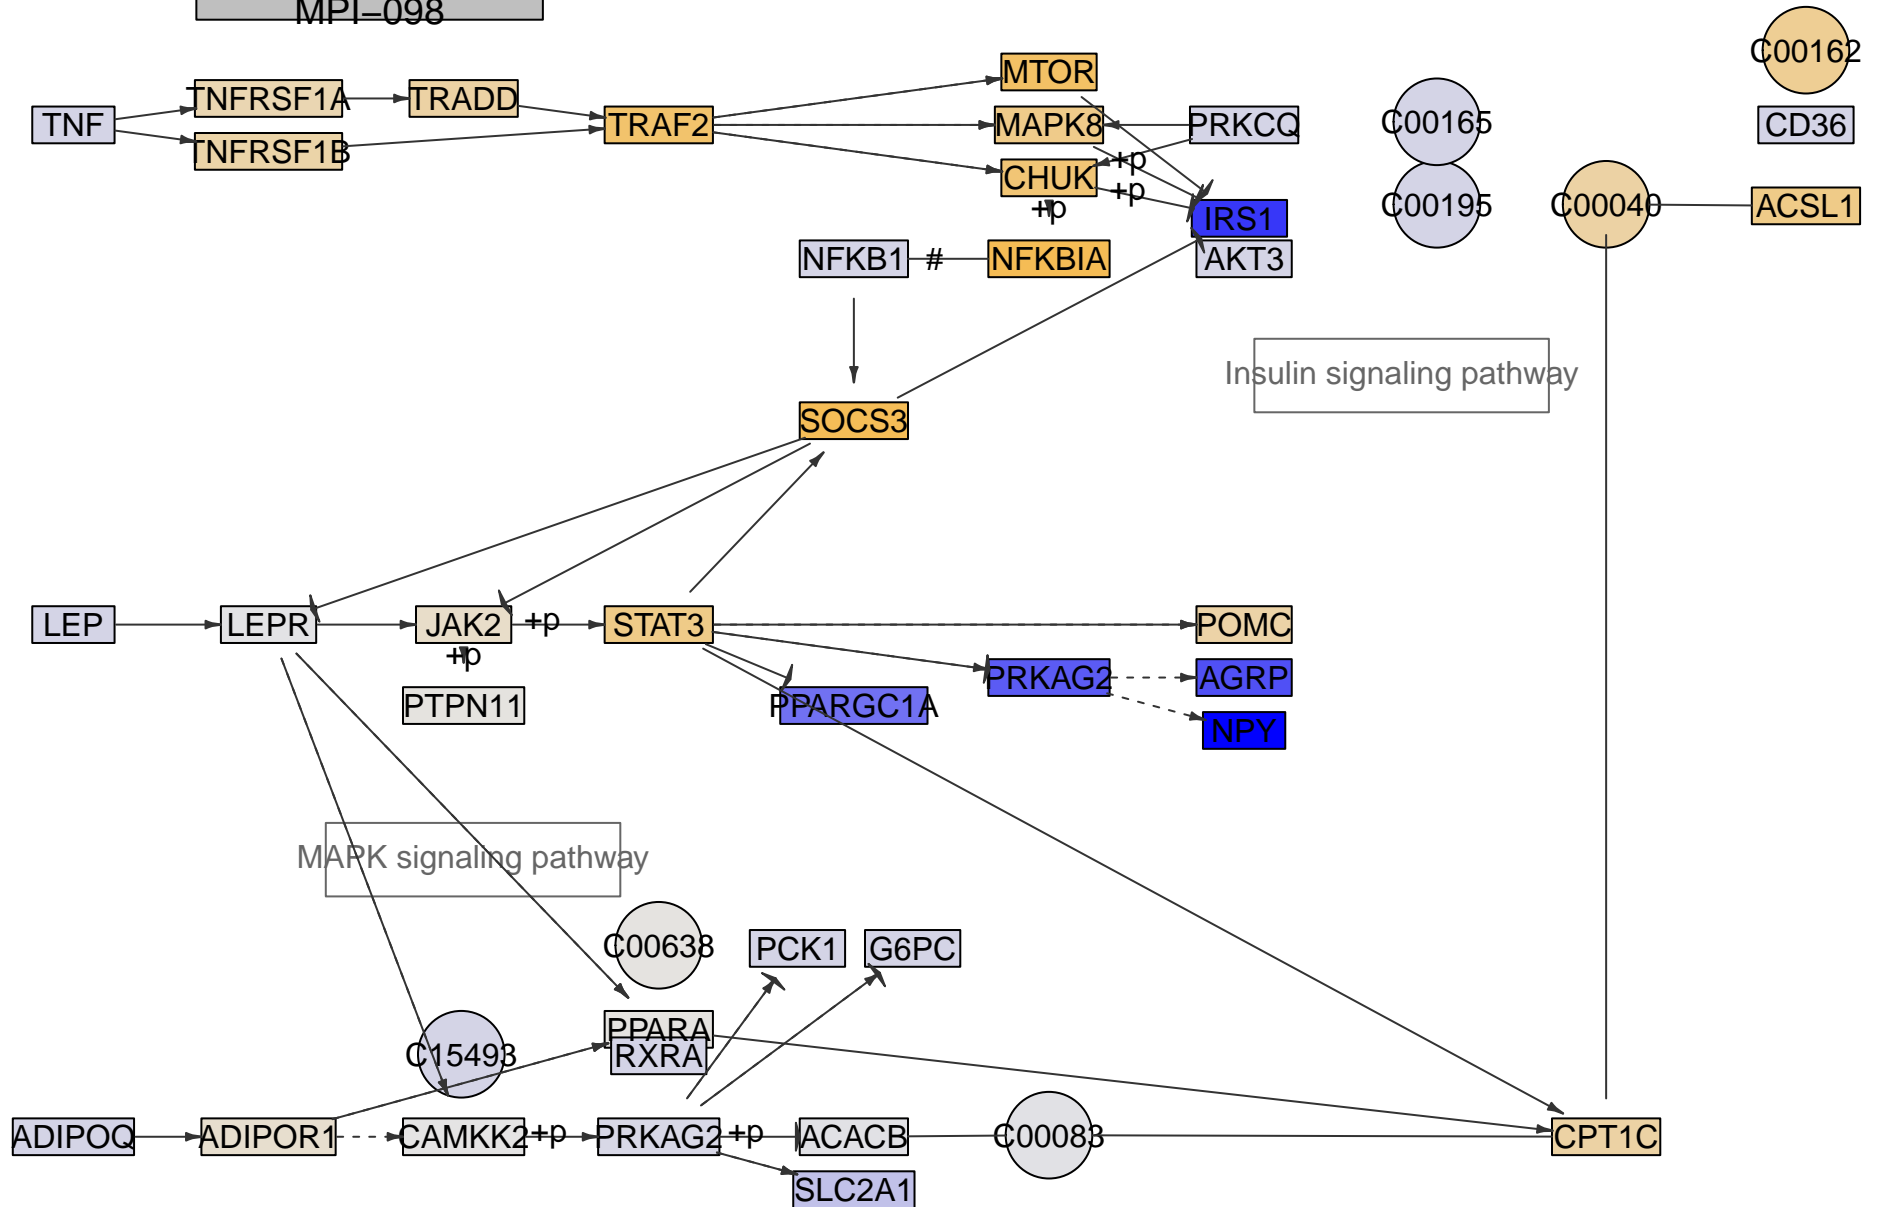 MPI–098
C00162
TNFRSF1A
TRADD
MTOR
TNF
TRAF2
MAPK8
PRKCQ
C00165
CD36
TNFRSF1B
+p
CHUK
+p
+p
IRS1
C00195
C00040
ACSL1
NFKB1
#
NFKBIA
AKT3
Insulin signaling pathway
SOCS3
LEP
LEPR
JAK2
+p
STAT3
POMC
+p
PRKAG2
AGRP
PTPN11
PPARGC1A
NPY
MAPK signaling pathway
C00638
PCK1
G6PC
PPARA
C15493
RXRA
ADIPOQ
ADIPOR1
CAMKK2
+p
PRKAG2
+p
ACACB
C00083
CPT1C
SLC2A1